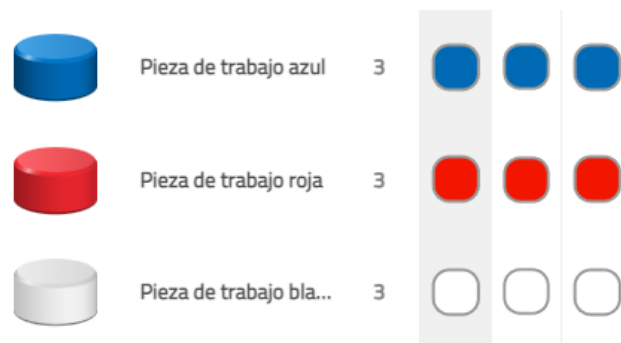 Pieza de trabajo azul 3
Pieza de trabajo roja 3
Pieza de trabajo bla... 3